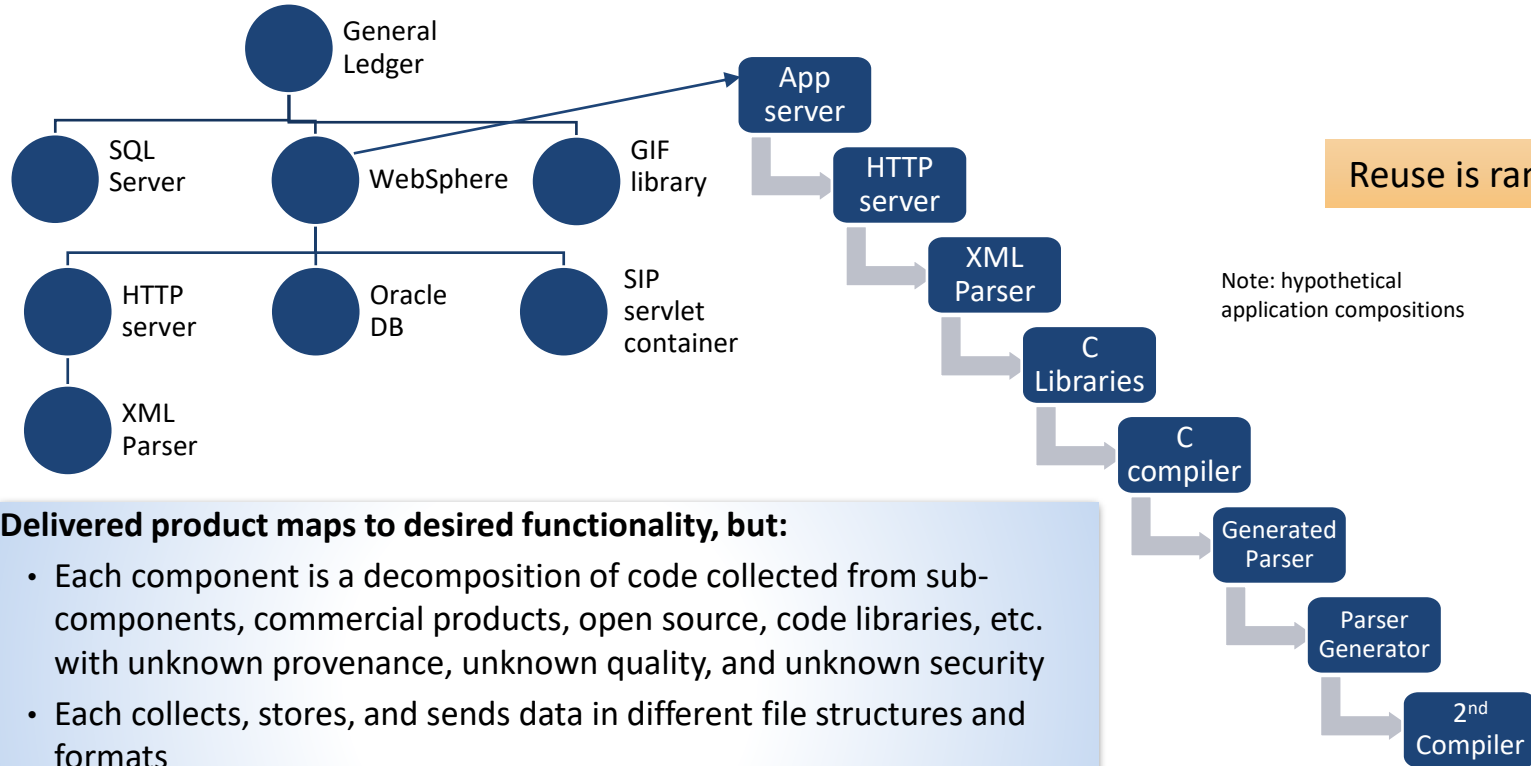 General
Ledger
SQL
Server
WebSphere
GIF
library
HTTP
server
Oracle
DB
SIP
servlet
container
XML
Parser
App
server
HTTP
server
XML
Parser
C
Libraries
C
compiler
Generated
Parser
Parser
Generator
2nd
Compiler
Reuse is
Note: hypothetical
application compositions
Delivered product maps to desired functionality, but:
• Each component is a decomposition of code collected from sub-
components, commercial products, open source, code libraries, etc.
with unknown provenance, unknown quality, and unknown security
• Each collects, stores, and sends data in different file structures and
formats